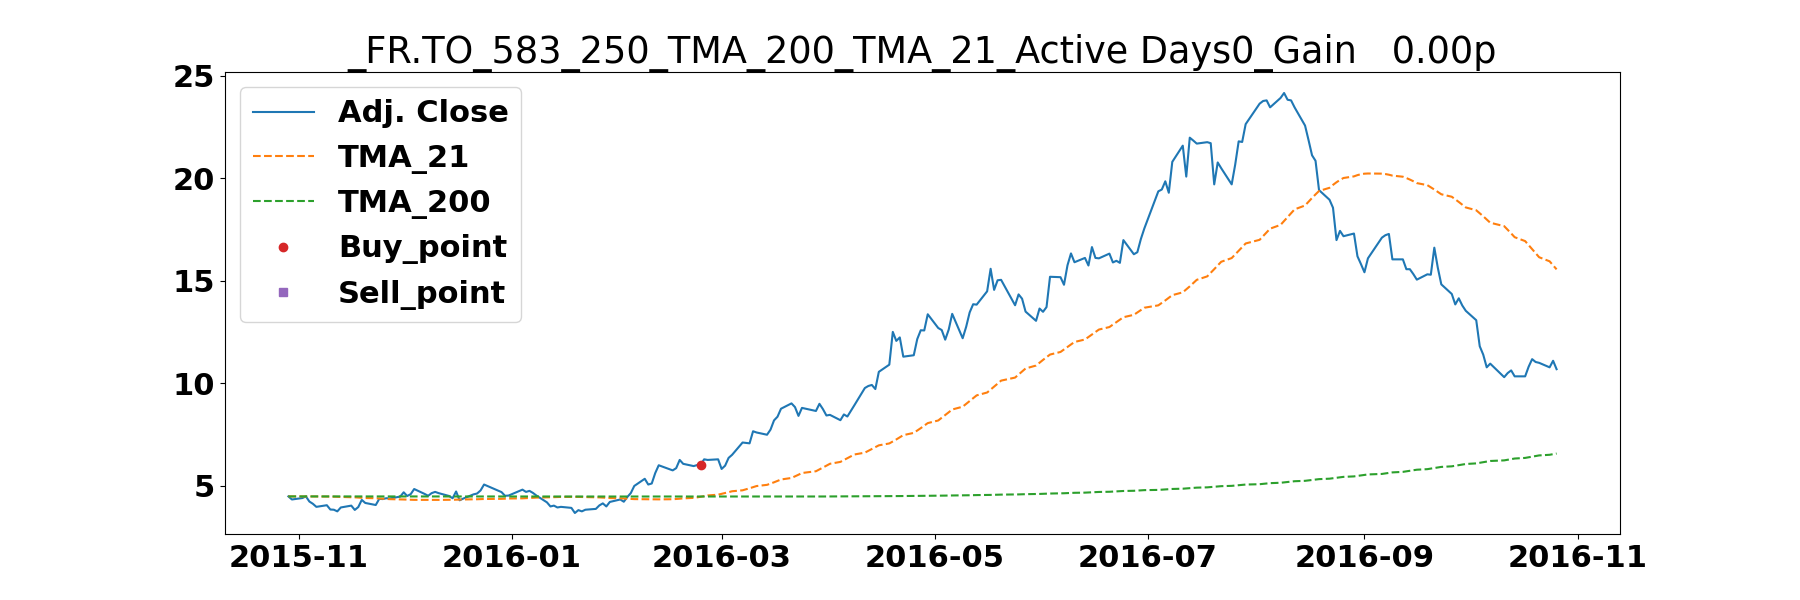 _FR.TO_583_250_TMA_200_TMA_21_Active Days0_Gain   0.00p
25
20
15
10
5
Adj. Close
TMA_21
TMA_200
Buy_point
Sell_point
2015-11 2016-01 2016-03 2016-05 2016-07 2016-09 2016-11